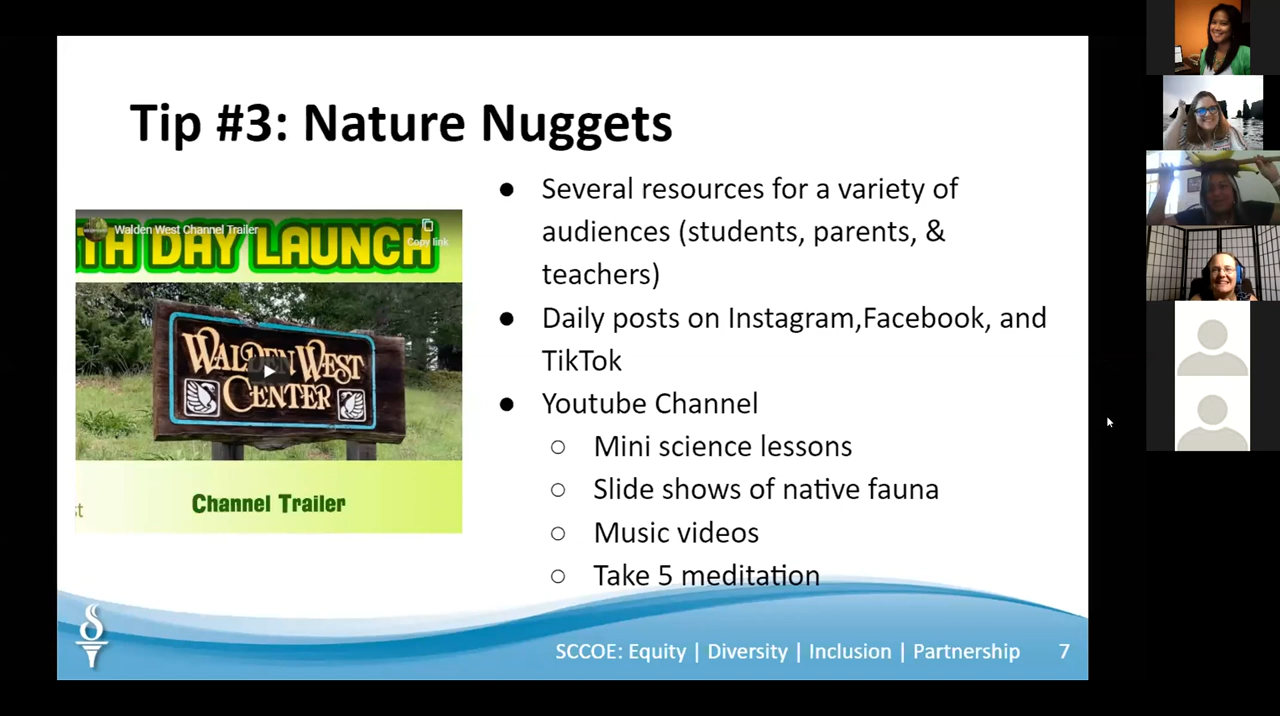 Tip #3: Nature Nuggets
Walden West Channel Trailer
Copy link
TH DAY LAUNCH
WALDEN WEST
CENTER
Channel Trailer
st
● Several resources for a variety of
audiences (students, parents, &
teachers)
● Daily posts on Instagram,Facebook, and
TikTok
● Youtube Channel
○ Mini science lessons
○ Slide shows of native fauna
○ Music videos
○ Take 5 meditation
SCCOE: Equity | Diversity | Inclusion | Partnership 7